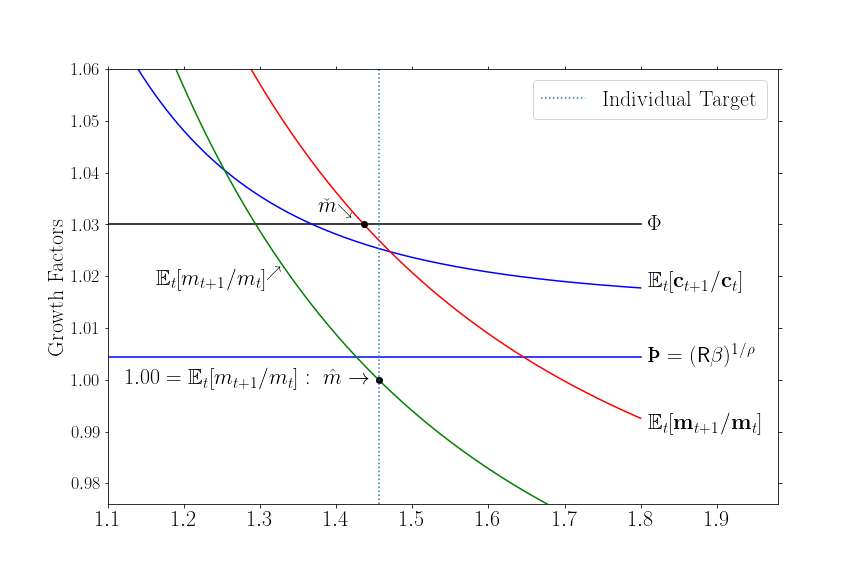 1.06
Individual Target
1.05
1.04
m̌
1.03
Φ
1.02
𝔼ₜ[mₜ₊₁/mₜ]
𝔼ₜ[𝐜ₜ₊₁/𝐜ₜ]
Growth Factors
1.01
Þ = (Rβ)^{1/ρ}
1.00
1.00 = 𝔼ₜ[mₜ₊₁/mₜ] : m̂ →
0.99
𝔼ₜ[𝐦ₜ₊₁/𝐦ₜ]
0.98
1.1 1.2 1.3 1.4 1.5 1.6 1.7 1.8 1.9